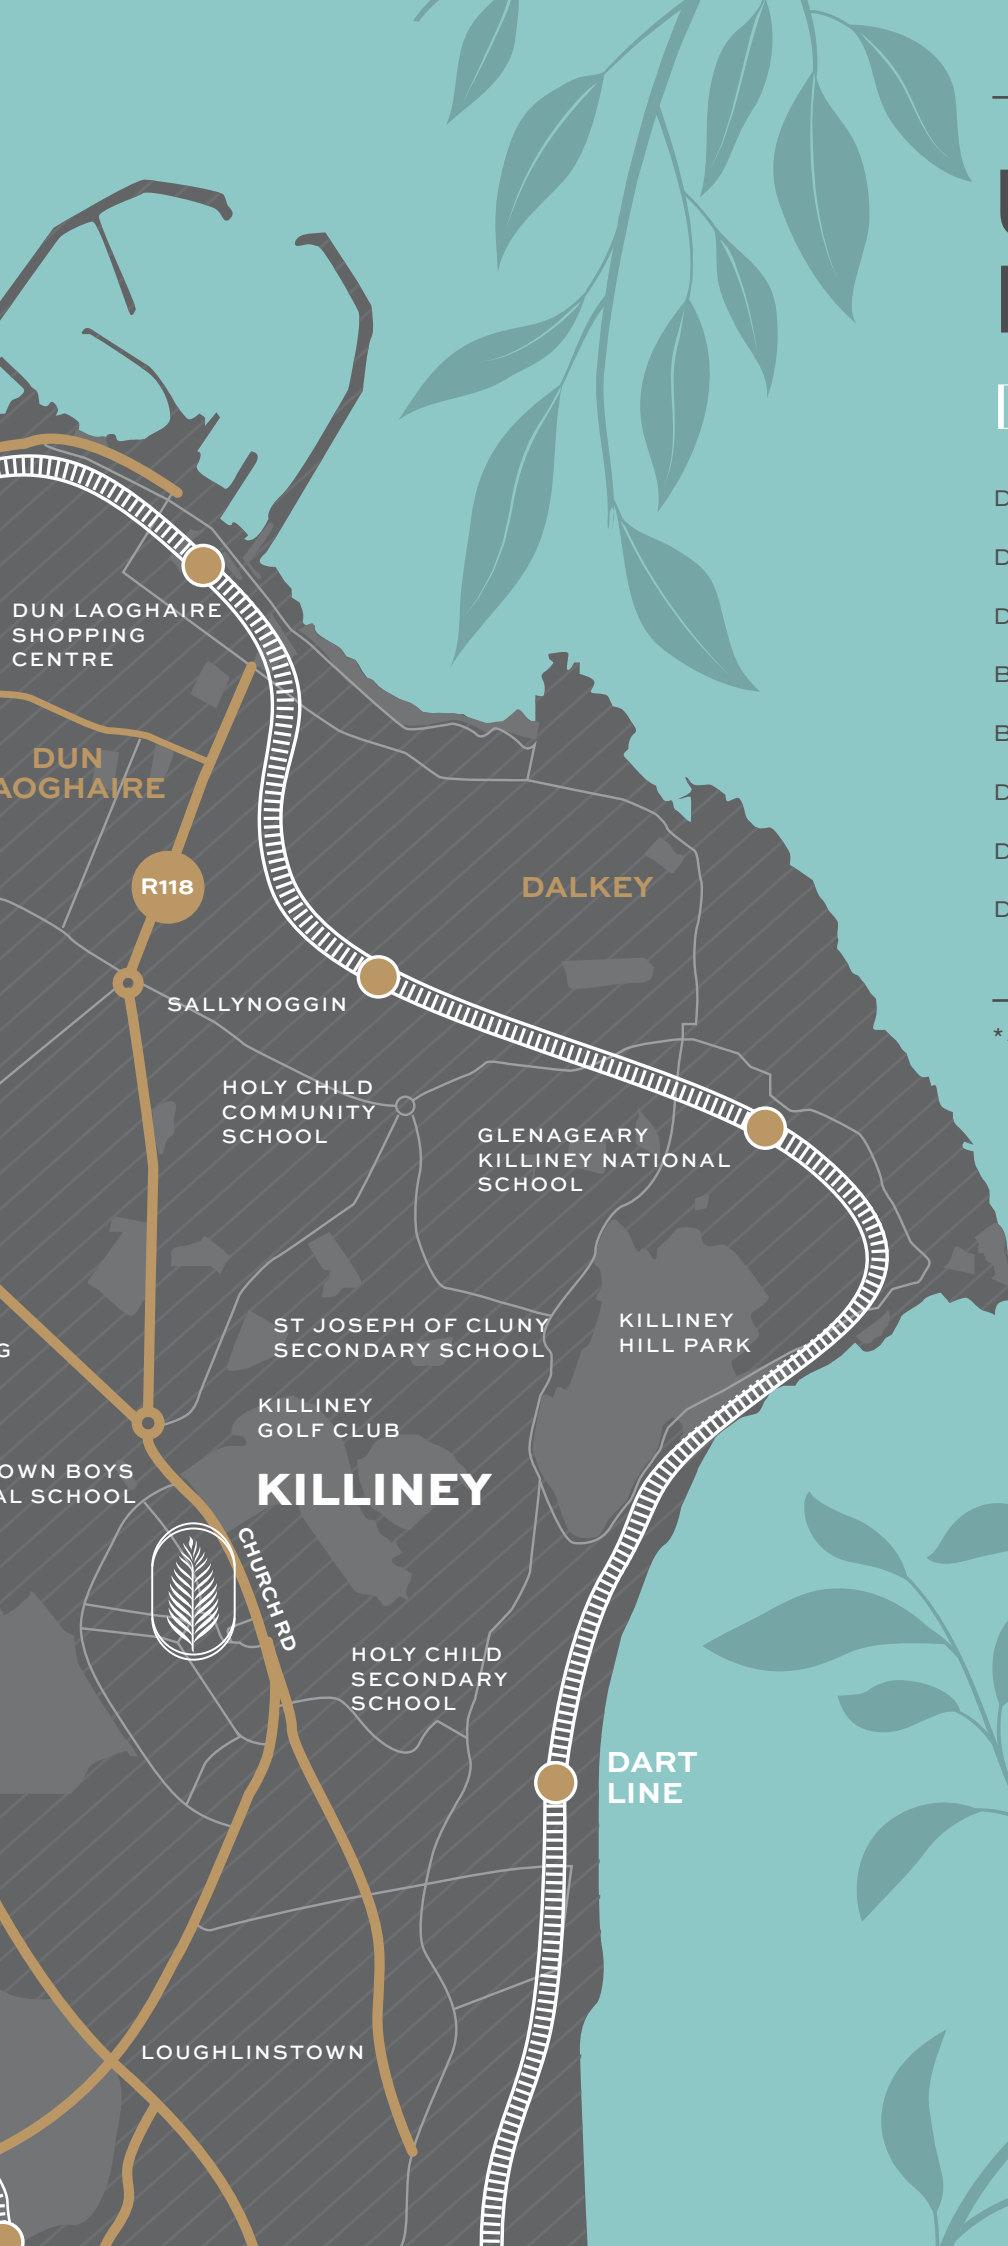 DUN LAOGHAIRE
SHOPPING
CENTRE
DUN
AOGHAIRE
R118
DALKEY
SALLYNOGGIN
HOLY CHILD
COMMUNITY
SCHOOL
GLENAGEARY
KILLINEY NATIONAL
SCHOOL
KILLINEY
HILL PARK
ST JOSEPH OF CLUNY
SECONDARY SCHOOL
G
KILLINEY
GOLF CLUB
OWN BOYS
AL SCHOOL
KILLINEY
CHURCH RD
HOLY CHILD
SECONDARY
SCHOOL
DART
LINE
LOUGHLINSTOWN
D
D
D
B
B
D
D
D
*